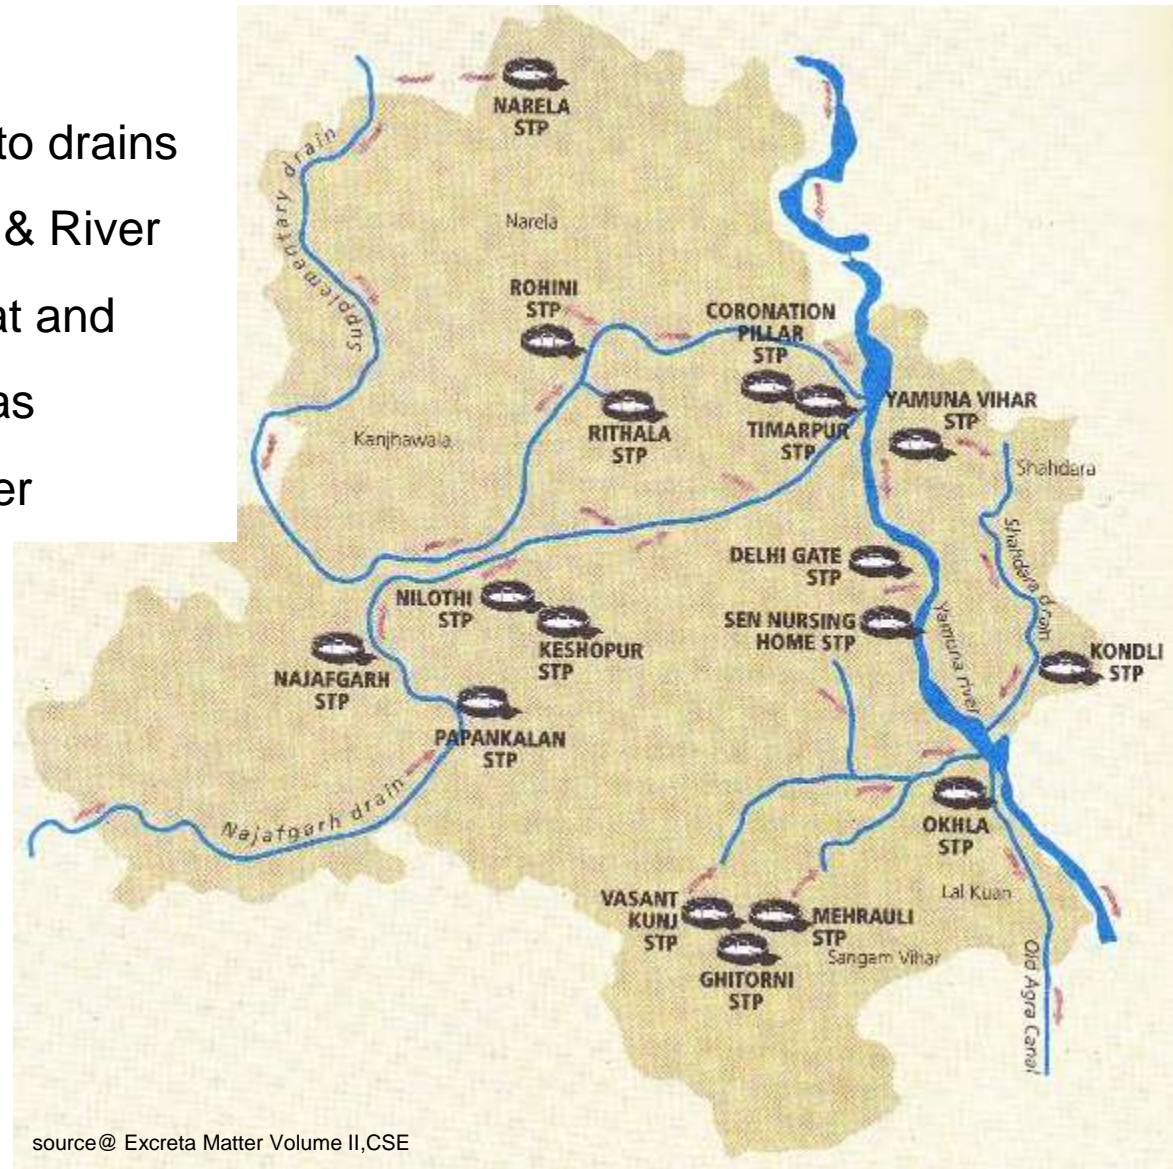 to drains
& River
at and
as
er
NARELA
STP
Supplementary drain
Narela
ROHINI
STP
CORONATION
PILLAR
STP
RITHALA
STP
TIMARPUR
STP
YAMUNA VIHAR
STP
Kanjhawala
Shahdara
Shahdara drain
DELHI GATE
STP
NILOTHI
STP
SEN NURSING
HOME STP
KESHOPUR
STP
Yamuna river
KONDLI
STP
NAJAFGARH
STP
PAPANKALAN
STP
Najafgarh drain
OKHLA
STP
VASANT
KUNJ
STP
MEHRAULI
STP
Lal Kuan
Sangam Vihar
GHITORNI
STP
Old Agra Canal
source@ Excreta Matter Volume II,CSE